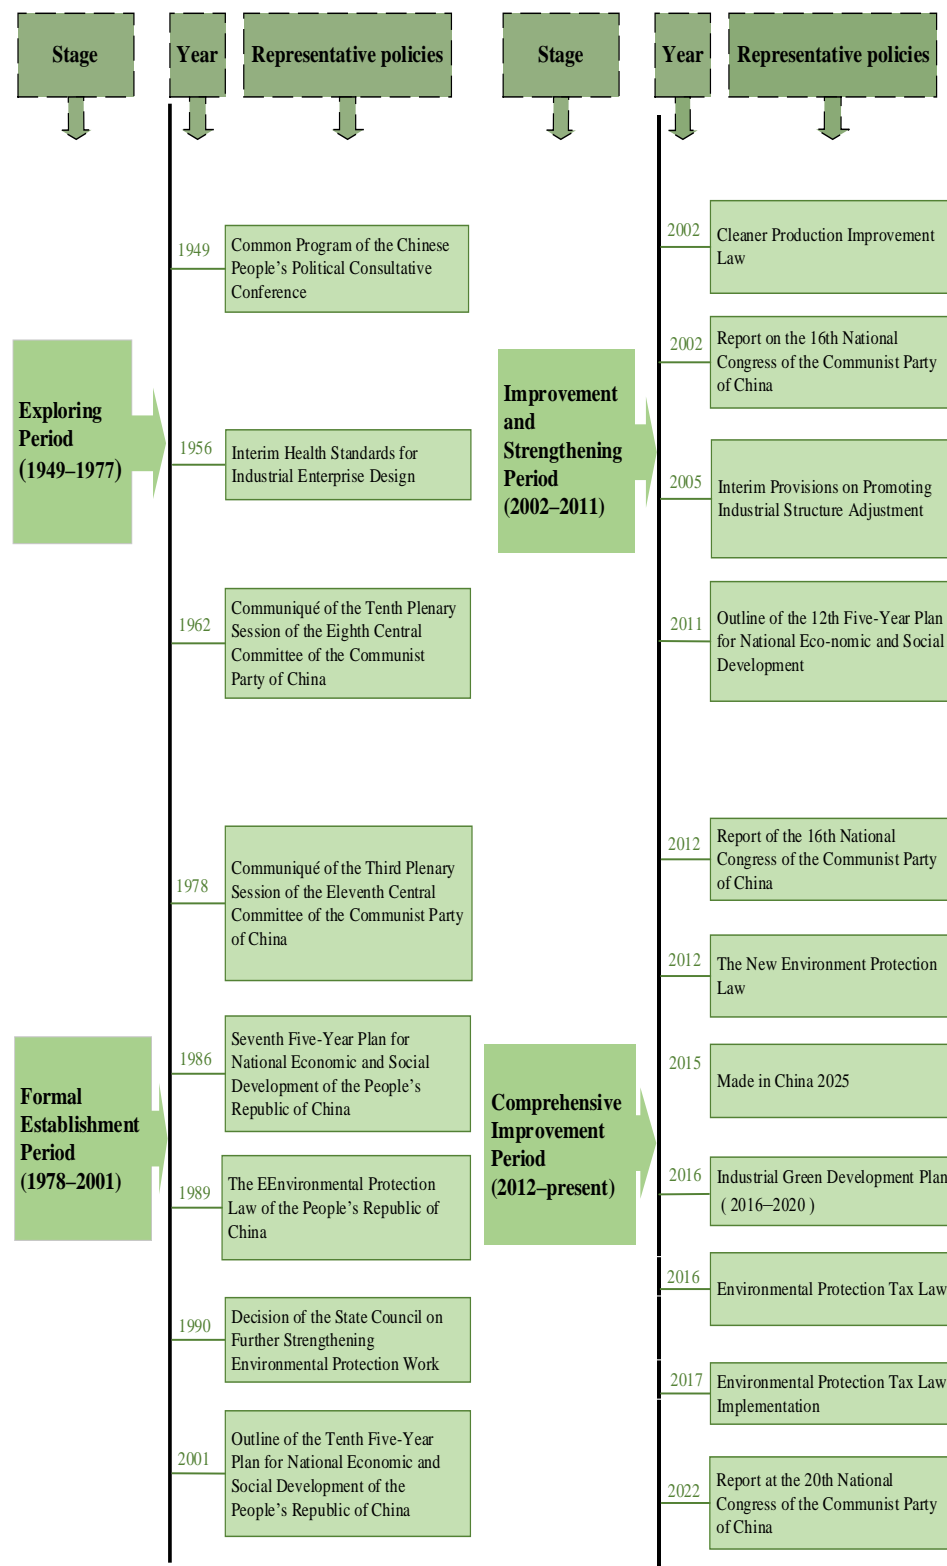 Stage
Year
Representative policies
Exploring
Period
(1949–1977)
1949
Common Program of the Chinese
People’s Political Consultative
Conference
1956
Interim Health Standards for
Industrial Enterprise Design
1962
Communiqué of the Tenth Plenary
Session of the Eighth Central
Committee of the Communist
Party of China
Formal
Establishment
Period
(1978–2001)
1978
Communiqué of the Third Plenary
Session of the Eleventh Central
Committee of the Communist Party
of China
1986
Seventh Five-Year Plan for
National Economic and Social
Development of the People’s
Republic of China
1989
The EEnvironmental Protection
Law of the People’s Republic of
China
1990
Decision of the State Council on
Further Strengthening
Environmental Protection Work
2001
Outline of the Tenth Five-Year
Plan for National Economic and
Social Development of the
People’s Republic of China
Stage
Year
Representative policies
Improvement
and
Strengthening
Period
(2002–2011)
2002
Cleaner Production Improvement
Law
2002
Report on the 16th National
Congress of the Communist Party
of China
2005
Interim Provisions on Promoting
Industrial Structure Adjustment
2011
Outline of the 12th Five-Year Plan
for National Eco-nomic and Social
Development
Comprehensive
Improvement
Period
(2012–present)
2012
Report of the 16th National
Congress of the Communist Party
of China
2012
The New Environment Protection
Law
2015
Made in China 2025
2016
Industrial Green Development Plan
( 2016–2020 )
2016
Environmental Protection Tax Law
2017
Environmental Protection Tax Law
Implementation
2022
Report at the 20th National
Congress of the Communist Party
of China